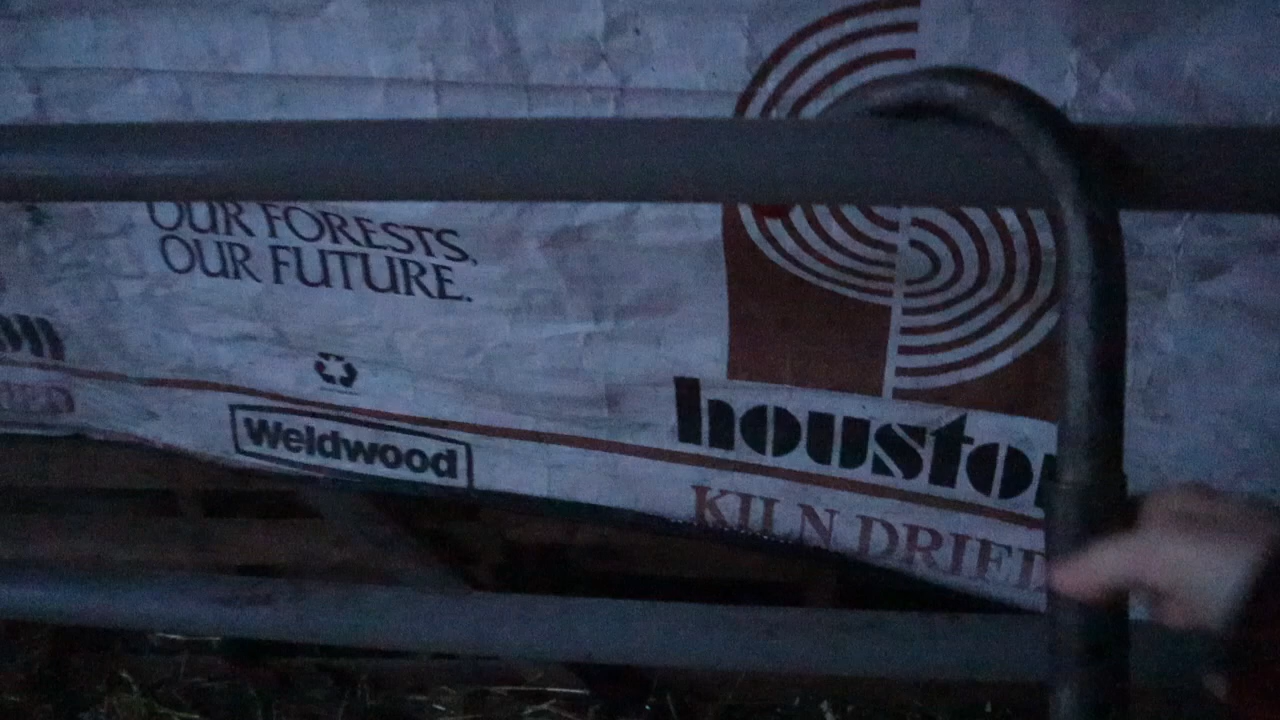 OUR FORESTS,
OUR FUTURE.
Weldwood
housto
KILN DRIED